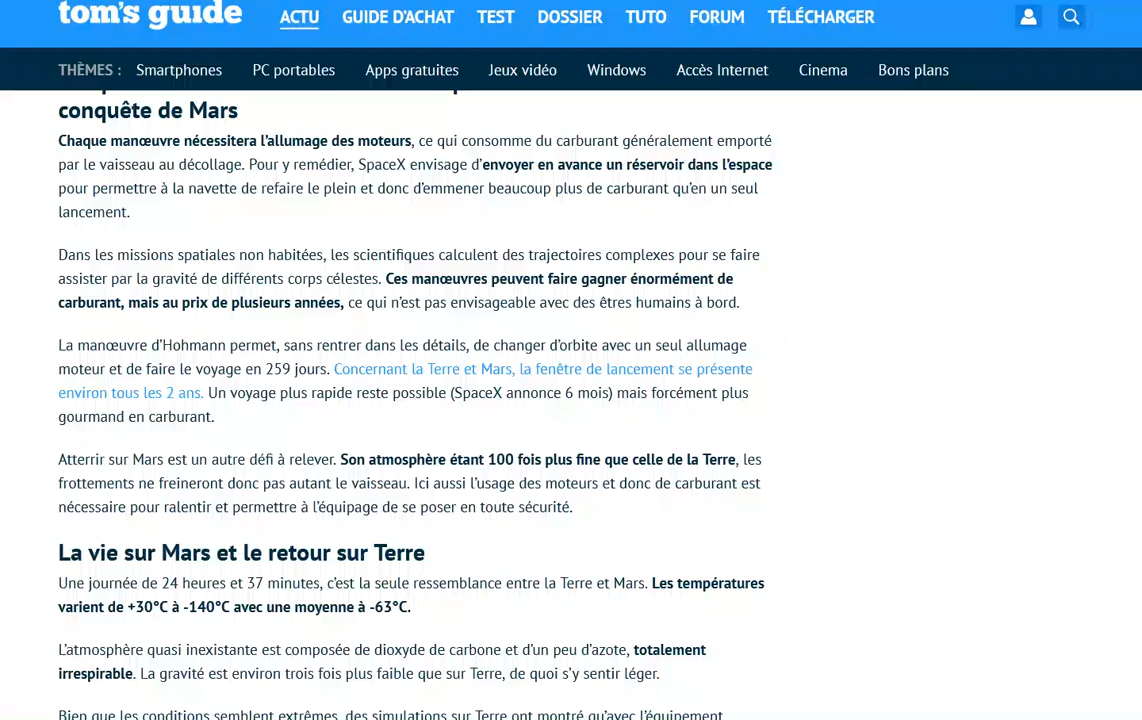 tom's guide
ACTU GUIDE D'ACHAT TEST DOSSIER TUTO FORUM TÉLÉCHARGER
THÈMES : Smartphones PC portables Apps gratuites Jeux vidéo Windows Accès Internet Cinema Bons plans
conquête de Mars
Chaque manœuvre nécessitera l'allumage des moteurs, ce qui consomme du carburant généralement emporté
par le vaisseau au décollage. Pour y remédier, SpaceX envisage d'envoyer en avance un réservoir dans l'espace
pour permettre à la navette de refaire le plein et donc d'emmener beaucoup plus de carburant qu'en un seul
lancement.
Dans les missions spatiales non habitées, les scientifiques calculent des trajectoires complexes pour se faire
assister par la gravité de différents corps célestes. Ces manœuvres peuvent faire gagner énormément de
carburant, mais au prix de plusieurs années, ce qui n'est pas envisageable avec des êtres humains à bord.
La manœuvre d'Hohmann permet, sans rentrer dans les détails, de changer d'orbite avec un seul allumage
moteur et de faire le voyage en 259 jours. Concernant la Terre et Mars, la fenêtre de lancement se présente
environ tous les 2 ans. Un voyage plus rapide reste possible (SpaceX annonce 6 mois) mais forcément plus
gourmand en carburant.
Atterrir sur Mars est un autre défi à relever. Son atmosphère étant 100 fois plus fine que celle de la Terre, les
frottements ne freineront donc pas autant le vaisseau. Ici aussi l'usage des moteurs et donc de carburant est
nécessaire pour ralentir et permettre à l'équipage de se poser en toute sécurité.
La vie sur Mars et le retour sur Terre
Une journée de 24 heures et 37 minutes, c'est la seule ressemblance entre la Terre et Mars. Les températures
varient de +30°C à -140°C avec une moyenne à -63°C.
L'atmosphère quasi inexistante est composée de dioxyde de carbone et d'un peu d'azote, totalement
irrespirable. La gravité est environ trois fois plus faible que sur Terre, de quoi s'y sentir léger.
Bien que les conditions semblent extrêmes, des simulations sur Terre ont montré qu'avec l'équipement